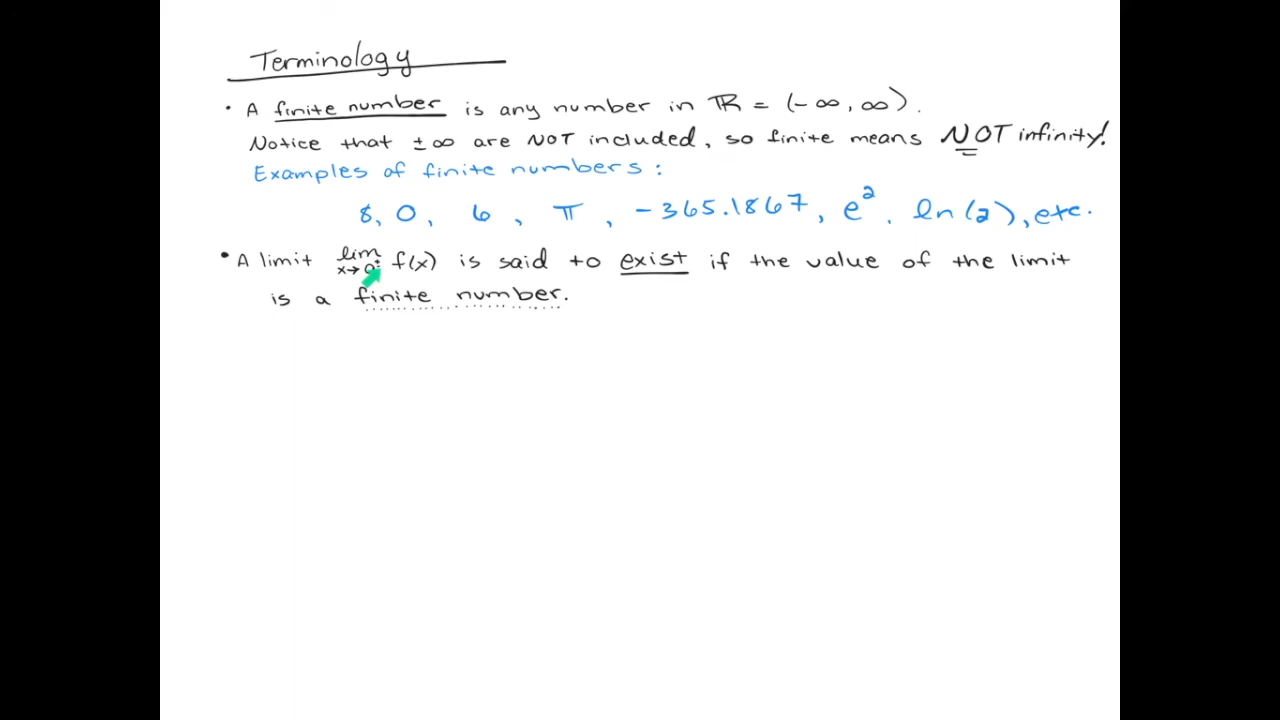 Terminology
• A finite number is any number in ℝ = (-∞, ∞).
Notice that ±∞ are NOT included, so finite means NOT infinity!
Examples of finite numbers:
8, 0, 6, π, -365.1867, e², ln(2), etc.
• A limit lim x→a± f(x) is said to exist if the value of the limit
is a finite number.